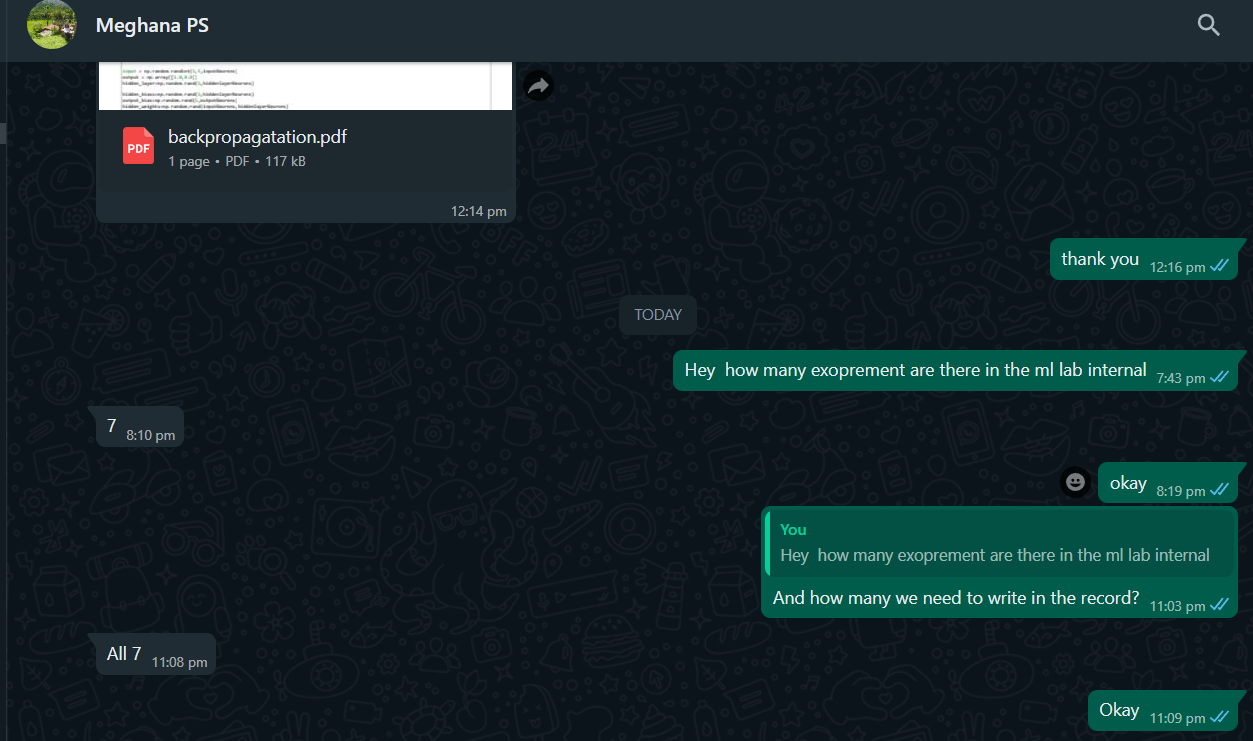 Meghana PS
input = np.random.randint(1,5,inputNeurons)
output = np.array([1.0,0.0])
hidden_layer=np.random.rand(1,hiddenlayerNeurons)
hidden_bias=np.random.rand(1,hiddenlayerNeurons)
output_bias=np.random.rand(1,outputNeurons)
hidden_weights=np.random.rand(inputNeurons,hiddenlayerNeurons)
PDF
backpropagatation.pdf
1 page • PDF • 117 kB
12:14 pm
thank you 12:16 pm
TODAY
Hey  how many exoprement are there in the ml lab internal 7:43 pm
7 8:10 pm
okay 8:19 pm
You
Hey  how many exoprement are there in the ml lab internal
And how many we need to write in the record? 11:03 pm
All 7 11:08 pm
Okay 11:09 pm